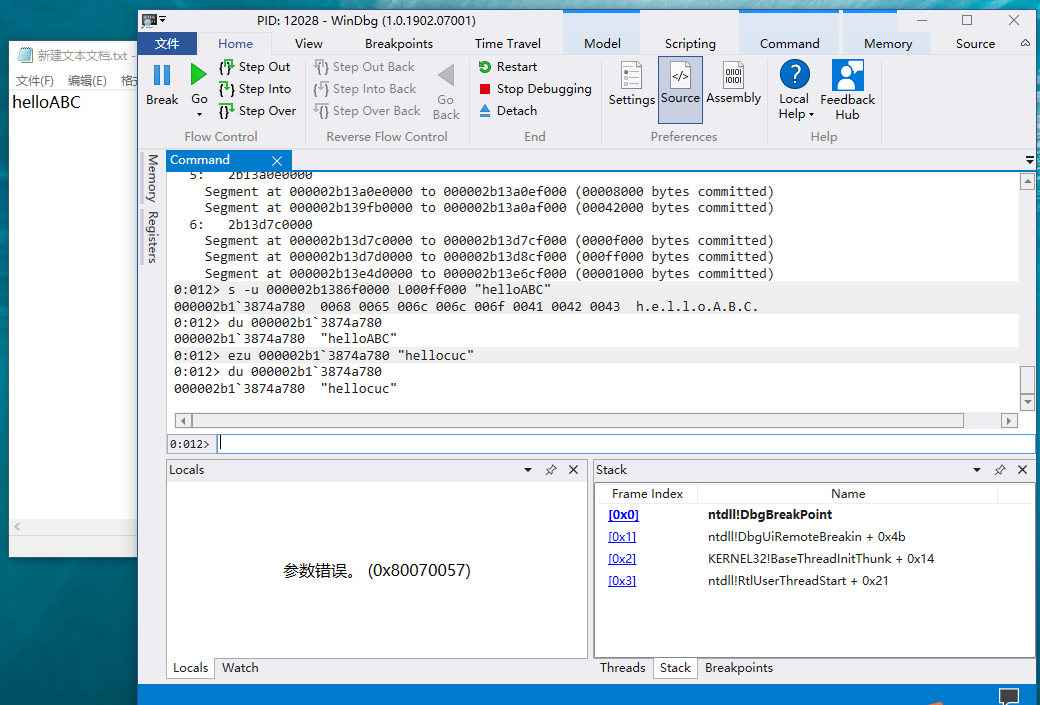 新建文本文档.txt -
文件(F) 编辑(E) 格式
helloABC
PID: 12028 - WinDbg (1.0.1902.07001)
文件 Home View Breakpoints Time Travel Model Scripting Command Memory Source
Break
Go
Step Out
Step Into
Step Over
Flow Control
Step Out Back
Step Into Back
Step Over Back
Go Back
Reverse Flow Control
Restart
Stop Debugging
Detach
End
Settings Source Assembly
Preferences
Local Help
Feedback Hub
Help
Memory
Registers
Command
5: 2b13a0e0000
Segment at 000002b13a0e0000 to 000002b13a0ef000 (00008000 bytes committed)
Segment at 000002b139fb0000 to 000002b13a0af000 (00042000 bytes committed)
6: 2b13d7c0000
Segment at 000002b13d7c0000 to 000002b13d7cf000 (0000f000 bytes committed)
Segment at 000002b13d7d0000 to 000002b13d8cf000 (000ff000 bytes committed)
Segment at 000002b13e4d0000 to 000002b13e6cf000 (00001000 bytes committed)
0:012> s -u 000002b1386f0000 L000ff000 "helloABC"
000002b1`3874a780 0068 0065 006c 006c 006f 0041 0042 0043 h.e.l.l.o.A.B.C.
0:012> du 000002b1`3874a780
000002b1`3874a780 "helloABC"
0:012> ezu 000002b1`3874a780 "hellocuc"
0:012> du 000002b1`3874a780
000002b1`3874a780 "hellocuc"
0:012>
Locals
参数错误。 (0x80070057)
Locals Watch
Stack
Frame Index Name
[0x0] ntdll!DbgBreakPoint
[0x1] ntdll!DbgUiRemoteBreakin + 0x4b
[0x2] KERNEL32!BaseThreadInitThunk + 0x14
[0x3] ntdll!RtlUserThreadStart + 0x21
Threads Stack Breakpoints